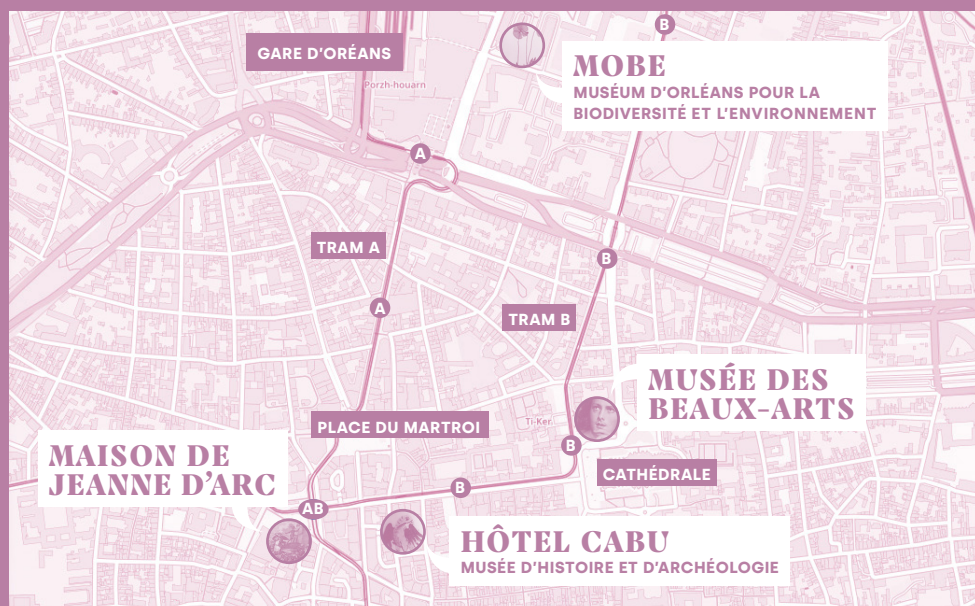 B
GARE D'ORÉANS
MOBE
Porzh-houarn
MUSÉUM D'ORLÉANS POUR LA
BIODIVERSITÉ ET L'ENVIRONNEMENT
A
TRAM A
B
A
TRAM B
MUSÉE DES
BEAUX-ARTS
PLACE DU MARTROI
Ti-Ker
B
MAISON DE
JEANNE D'ARC
CATHÉDRALE
B
AB
HÔTEL CABU
MUSÉE D'HISTOIRE ET D'ARCHÉOLOGIE